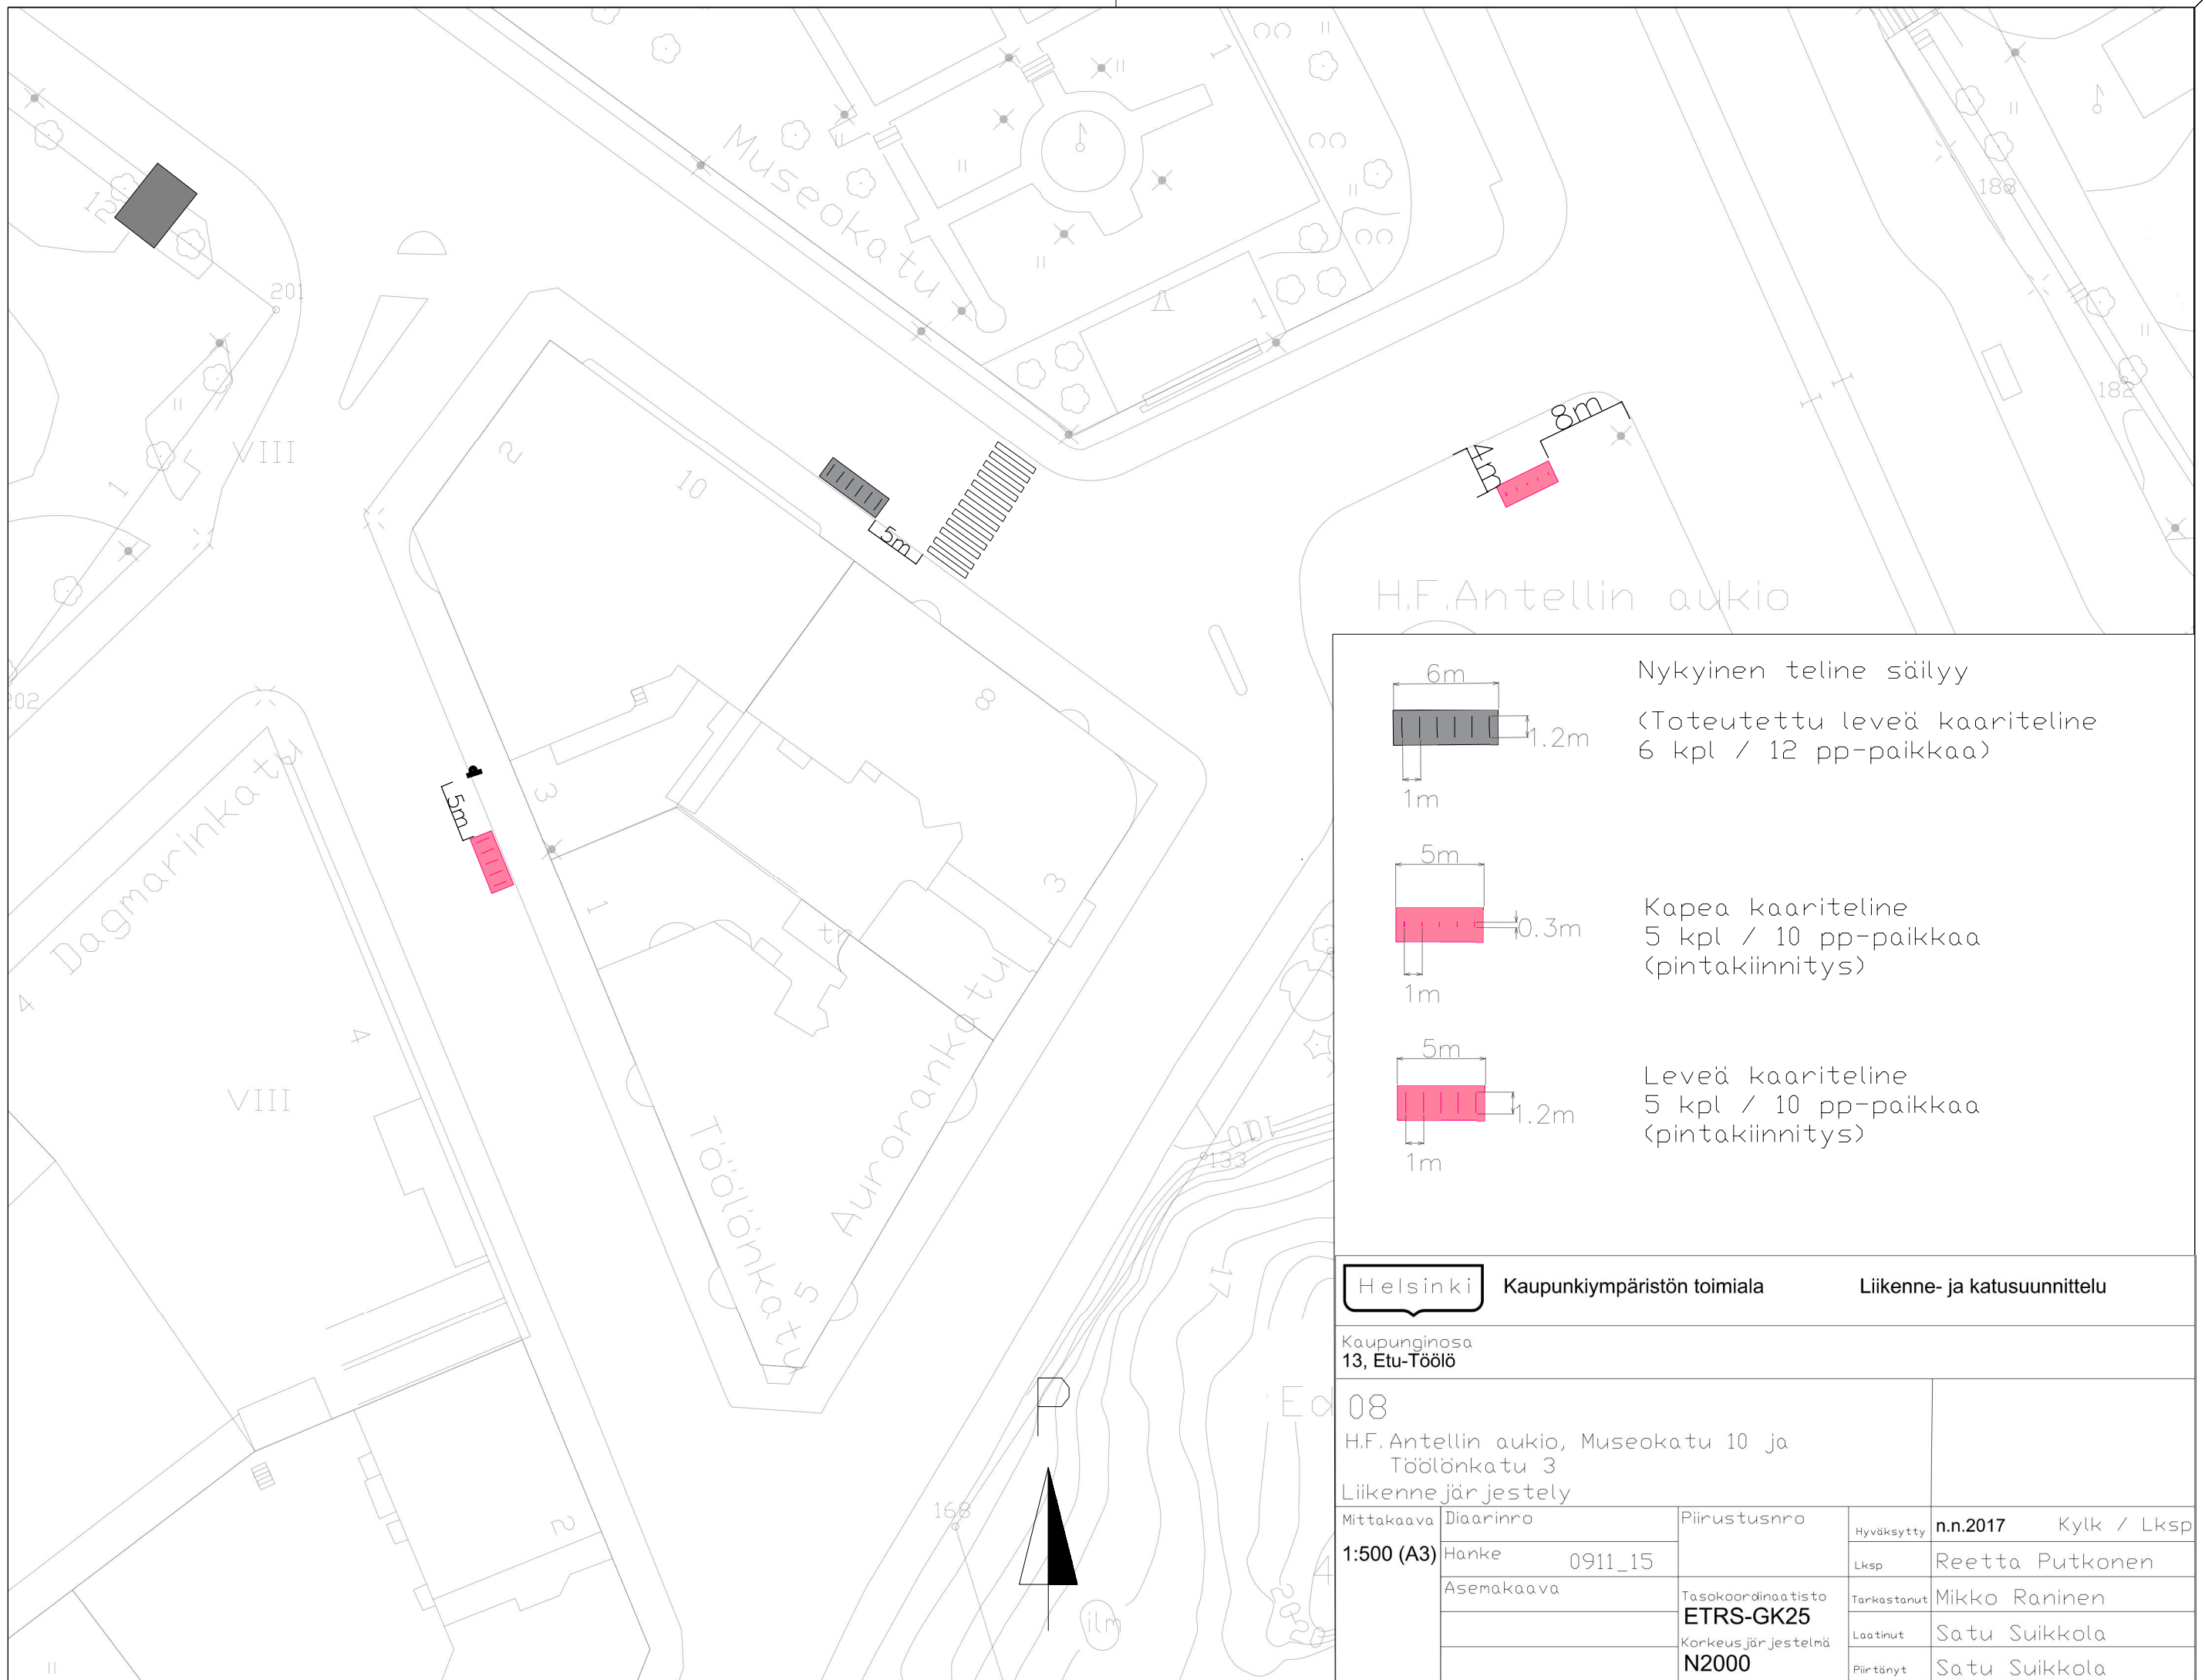 Museokatu
1
12
201
188
182
VIII
1
2
10
1
8m
4m
5m
H.F.Antellin aukio
202
8
3
5m
3
1
Dagmarinkatu
4
4
VIII
Töölönkatu
Aurorankatu
5
133
17
168
P
ilm
2
6m
1.2m
1m
Nykyinen teline säilyy
(Toteutettu leveä kaariteline
6 kpl / 12 pp-paikkaa)
5m
0.3m
1m
Kapea kaariteline
5 kpl / 10 pp-paikkaa
(pintakiinnitys)
5m
1.2m
1m
Leveä kaariteline
5 kpl / 10 pp-paikkaa
(pintakiinnitys)
Helsinki Kaupunkiympäristön toimiala Liikenne- ja katusuunnittelu
Kaupunginosa
13, Etu-Töölö
08
H.F. Antellin aukio, Museokatu 10 ja
Töölönkatu 3
Liikennejärjestely
Mittakaava
1:500 (A3)
Diaarinro
Hanke 0911_15
Asemakaava
Piirustusnro
Tasokoordinaatisto
ETRS-GK25
Korkeusjärjestelmä
N2000
Hyväksytty n.n.2017 Kylk / Lksp
Lksp Reetta Putkonen
Tarkastanut Mikko Raninen
Laatinut Satu Suikkola
Piirtänyt Satu Suikkola